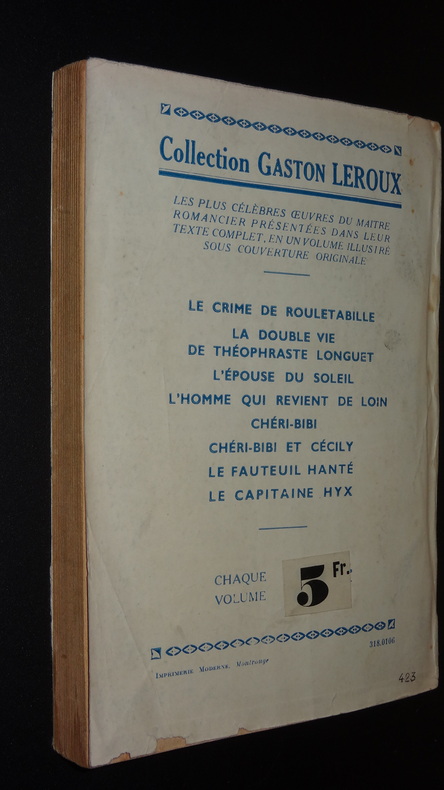 Collection GASTON LEROUX
LES PLUS CÉLÈBRES ŒUVRES DU MAITRE
ROMANCIER PRÉSENTÉES DANS LEUR
TEXTE COMPLET, EN UN VOLUME ILLUSTRÉ
SOUS COUVERTURE ORIGINALE
LE CRIME DE ROULETABILLE
LA DOUBLE VIE
DE THÉOPHRASTE LONGUET
L'ÉPOUSE DU SOLEIL
L'HOMME QUI REVIENT DE LOIN
CHÉRI-BIBI
CHÉRI-BIBI ET CÉCILY
LE FAUTEUIL HANTÉ
LE CAPITAINE HYX
CHAQUE
VOLUME
5 Fr.
318.0106
IMPRIMERIE MODERNE, Montrouge
423